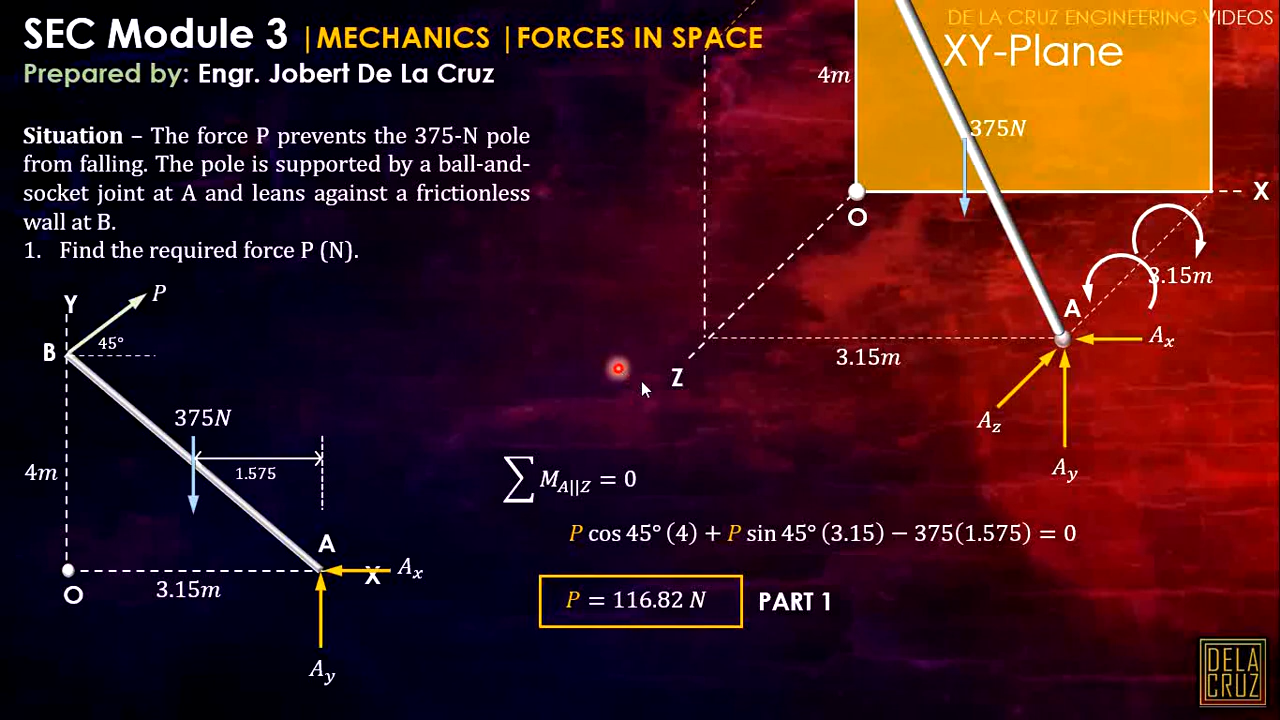 DE LA CRUZ ENGINEERING VIDEOS
SEC Module 3 |MECHANICS |FORCES IN SPACE
Prepared by: Engr. Jobert De La Cruz
Situation – The force P prevents the 375-N pole
from falling. The pole is supported by a ball-and-
socket joint at A and leans against a frictionless
wall at B.
1. Find the required force P (N).
Y
P
B
45°
375N
1.575
4m
A
X
Aₓ
O
3.15m
A_y
XY-Plane
4m
375N
O
X
3.15m
A
Aₓ
3.15m
Z
A_z
A_y
∑ M_{A||Z} = 0
P cos 45° (4) + P sin 45° (3.15) − 375(1.575) = 0
P = 116.82 N
PART 1
DELA
CRUZ